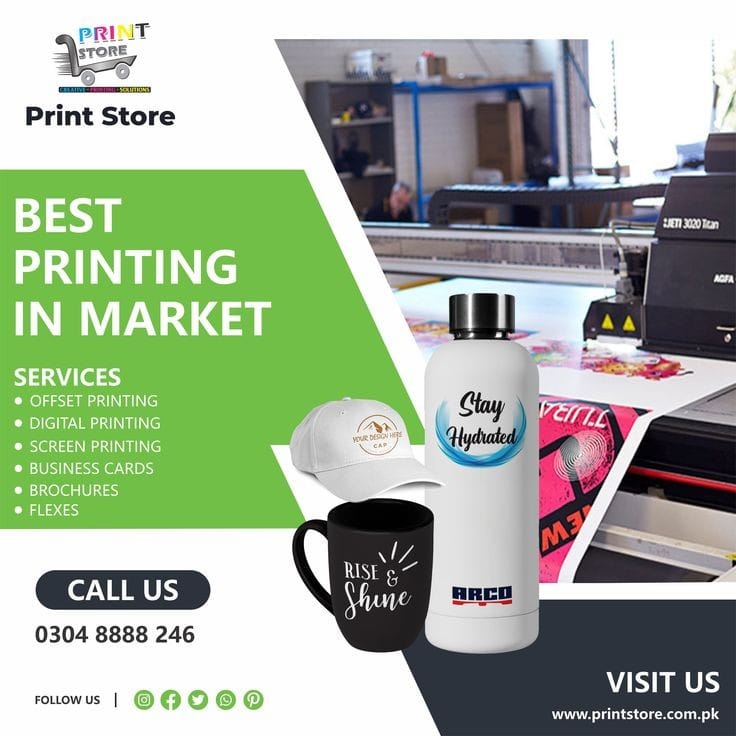 PRINT
STORE
CREATIVE • PRINTING • SOLUTIONS
Print Store
BEST
PRINTING
IN MARKET
SERVICES
• OFFSET PRINTING
• DIGITAL PRINTING
• SCREEN PRINTING
• BUSINESS CARDS
• BROCHURES
• FLEXES
JETI 3020 Titan
AGFA
YOUR DESIGN HERE
CAP
Stay
Hydrated
ARCO
RISE &
Shine
NEW
CALL US
0304 8888 246
FOLLOW US |
VISIT US
www.printstore.com.pk